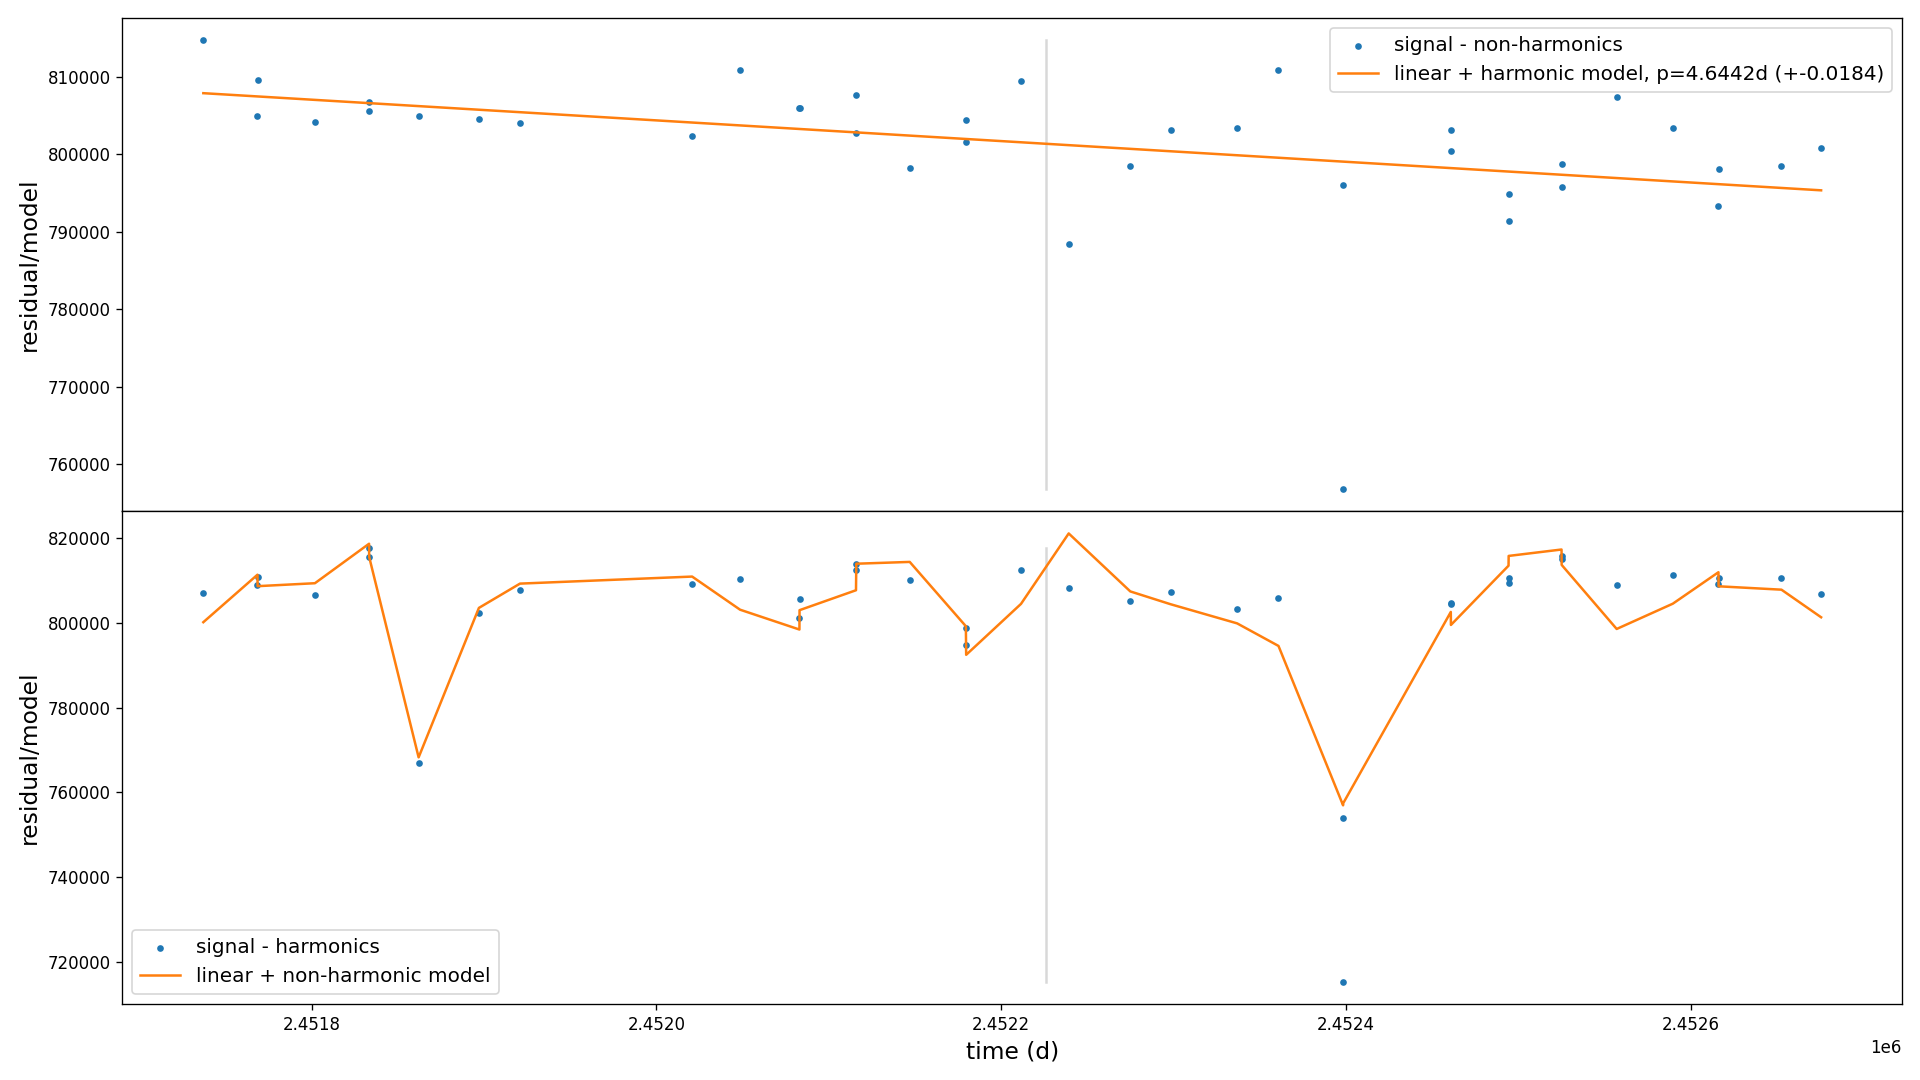 810000
800000
790000
780000
770000
760000
residual/model
signal - non-harmonics
linear + harmonic model, p=4.6442d (+-0.0184)
820000
800000
780000
760000
740000
720000
residual/model
signal - harmonics
linear + non-harmonic model
2.4518
2.4520
2.4522
2.4524
2.4526
time (d)
1e6